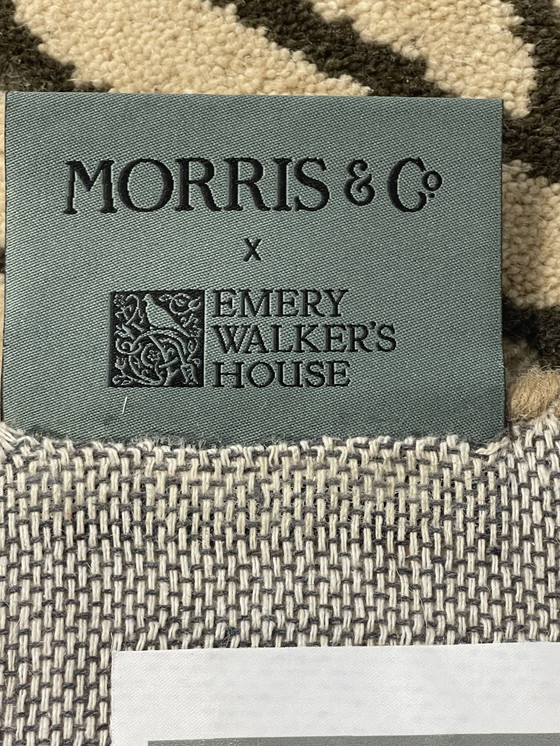 MORRIS & Co
X
EMERY
WALKER'S
HOUSE